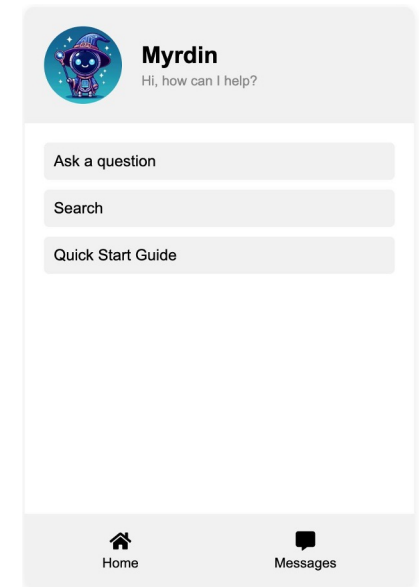 Myrdin
Hi, how can I help?
Ask a question
Search
Quick Start Guide
Home
Messages